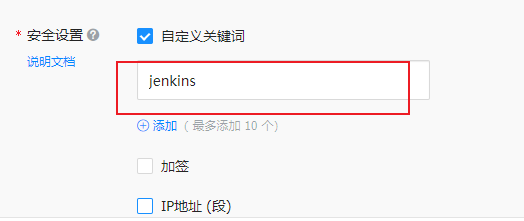 * 安全设置 ? 自定义关键词
说明文档
jenkins
添加 ( 最多添加 10 个)
加签
IP地址 (段)